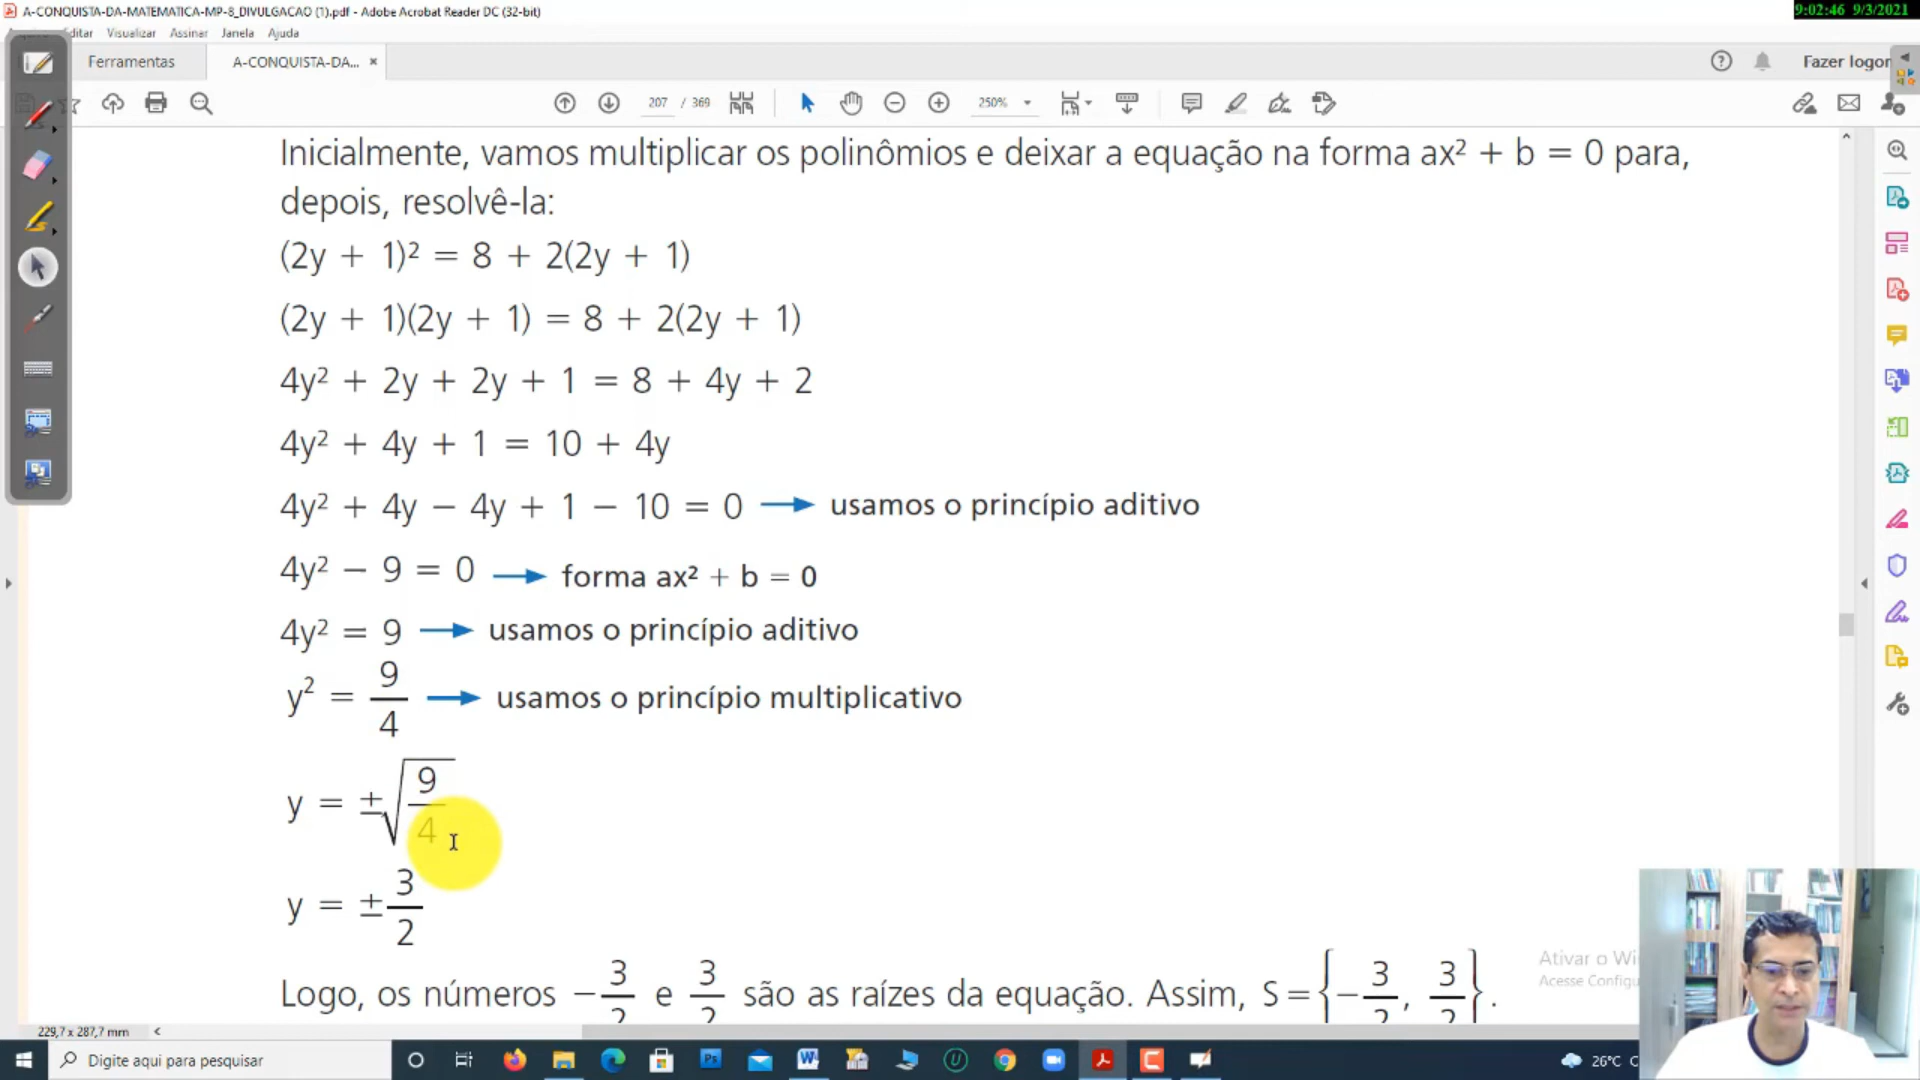 A-CONQUISTA-DA-MATEMATICA-MP-8_DIVULGACAO (1).pdf - Adobe Acrobat Reader DC (32-bit)
9:02:46 9/3/2021
Visualizar Assinar Janela Ajuda
Ferramentas
A-CONQUISTA-DA... ×
Fazer logon
207 / 369
250%
Inicialmente, vamos multiplicar os polinômios e deixar a equação na forma ax² + b = 0 para,
depois, resolvê-la:
(2y + 1)² = 8 + 2(2y + 1)
(2y + 1)(2y + 1) = 8 + 2(2y + 1)
4y² + 2y + 2y + 1 = 8 + 4y + 2
4y² + 4y + 1 = 10 + 4y
4y² + 4y − 4y + 1 − 10 = 0 → usamos o princípio aditivo
4y² − 9 = 0 → forma ax² + b = 0
4y² = 9 → usamos o princípio aditivo
y² = 9/4 → usamos o princípio multiplicativo
y = ±√(9/4)
y = ±3/2
Logo, os números −3/2 e 3/2 são as raízes da equação. Assim, S = {−3/2, 3/2}.
Ativar o Wi
Acesse Configu
229,7 x 287,7 mm
Digite aqui para pesquisar
26°C